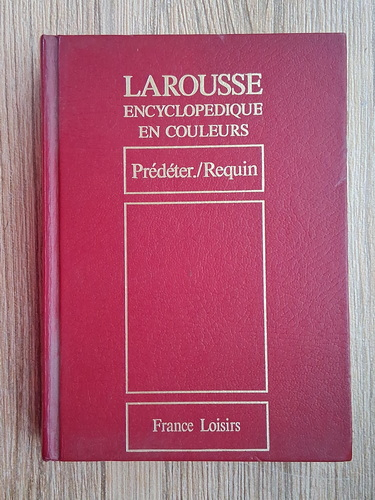 LAROUSSE
ENCYCLOPEDIQUE
EN COULEURS
Prédéter./Requin
France Loisirs